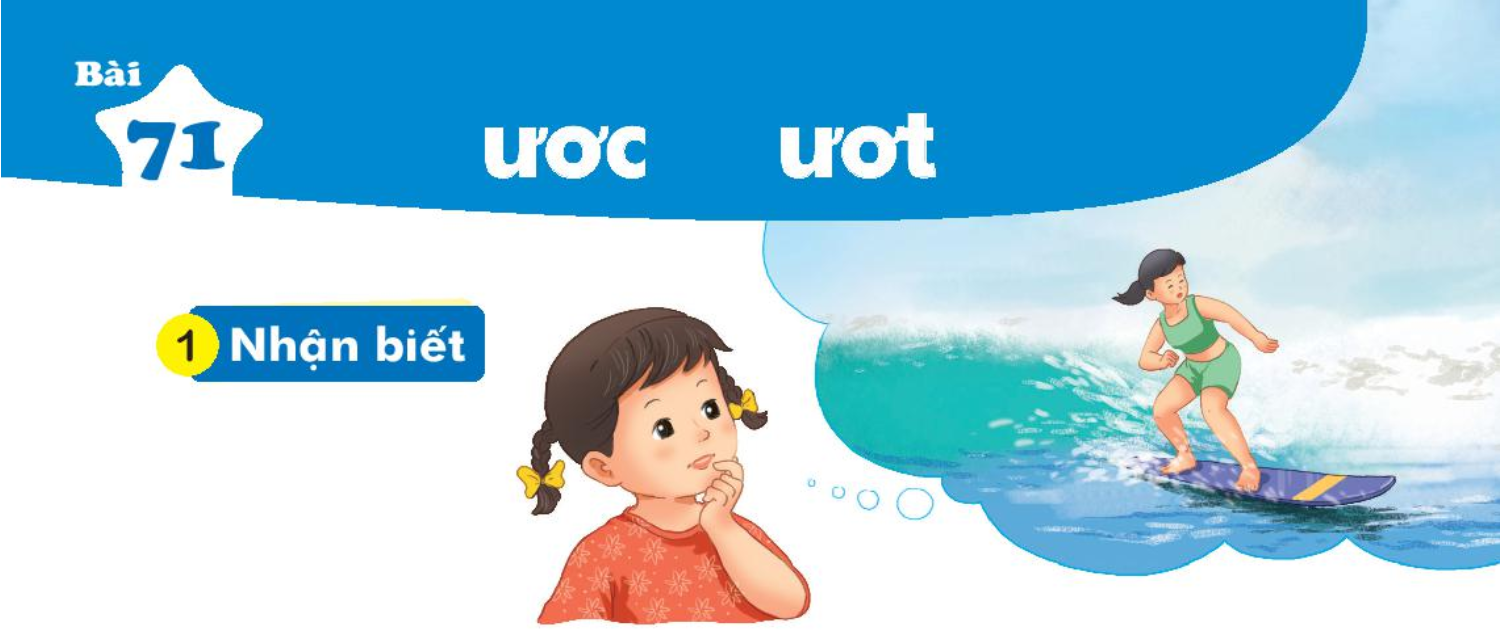 Bài
71
ươc ươt
1 Nhận biết